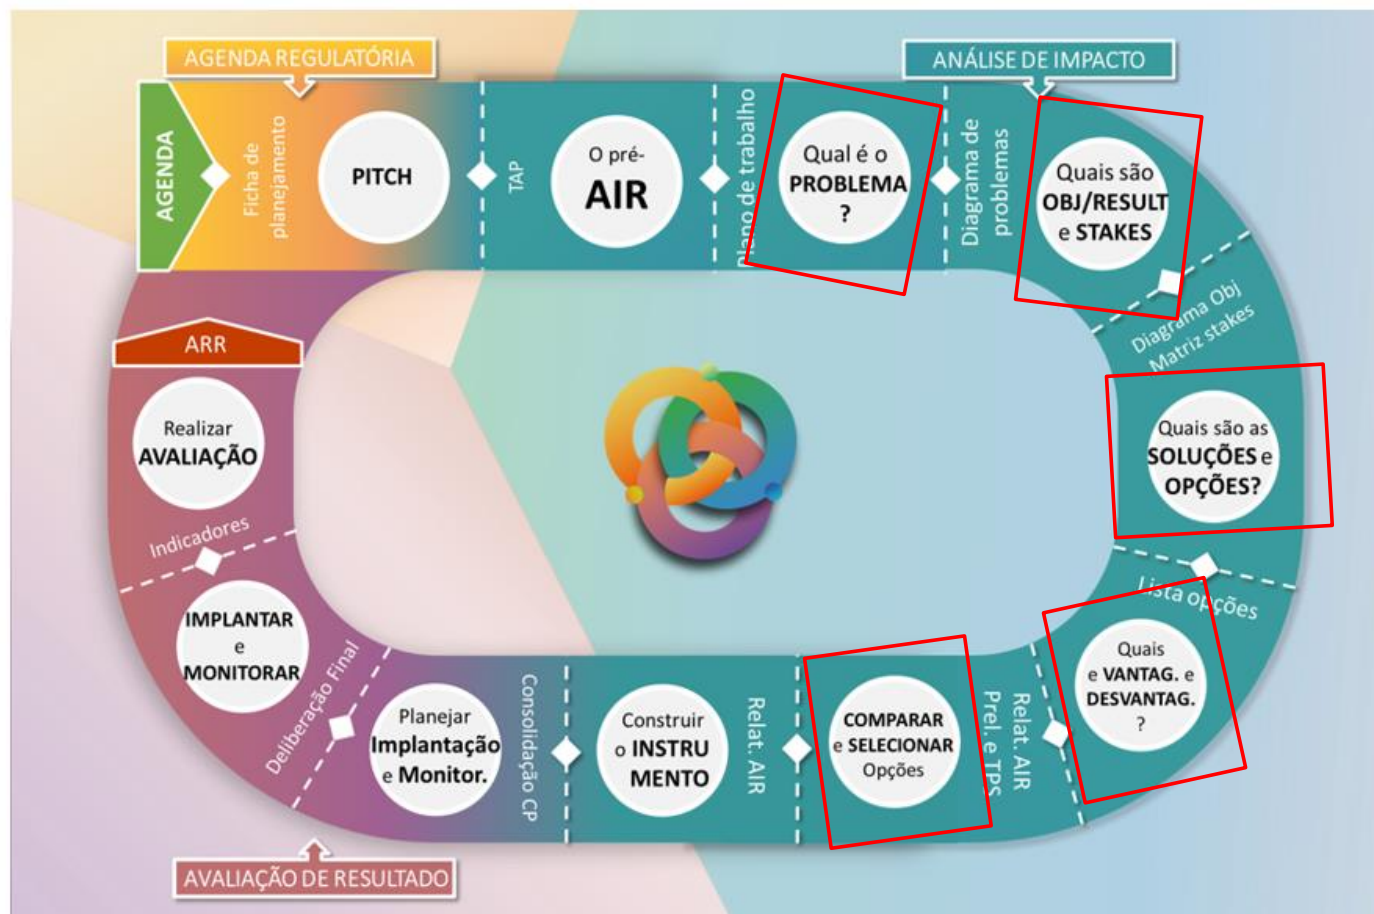 AGENDA REGULATÓRIA
ANÁLISE DE IMPACTO
AGENDA
Ficha de
planejamento
PITCH
TAP
O pré-
AIR
Plano de trabalho
Qual é o
PROBLEMA
?
Diagrama de
problemas
Quais são
OBJ/RESULT
e STAKES
Diagrama Obj
Matriz stakes
Quais são as
SOLUÇÕES e
OPÇÕES?
Lista opções
Quais
e VANTAG. e
DESVANTAG.
?
Relat. AIR
Prel. e TPS
COMPARAR
e SELECIONAR
Opções
Relat. AIR
Construir
o INSTRU
MENTO
Consolidação CP
Planejar
Implantação
e Monitor.
Deliberação Final
IMPLANTAR
e
MONITORAR
Indicadores
Realizar
AVALIAÇÃO
ARR
AVALIAÇÃO DE RESULTADO